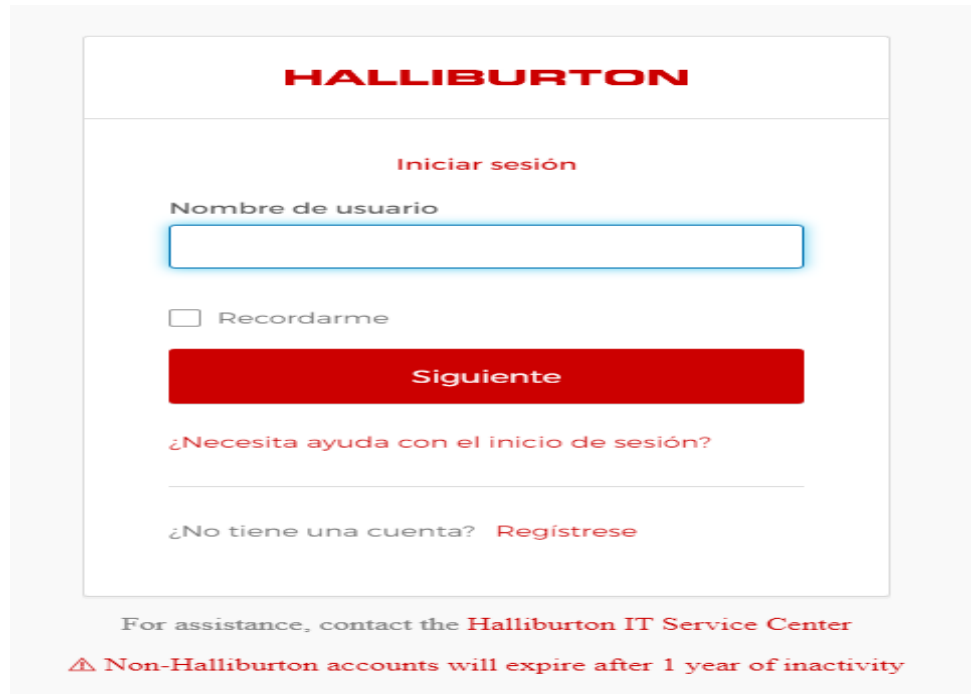 HALLIBURTON
Iniciar sesión
Nombre de usuario
Recordarme
Siguiente
¿Necesita ayuda con el inicio de sesión?
¿No tiene una cuenta? Regístrese
For assistance, contact the Halliburton IT Service Center
⚠ Non-Halliburton accounts will expire after 1 year of inactivity